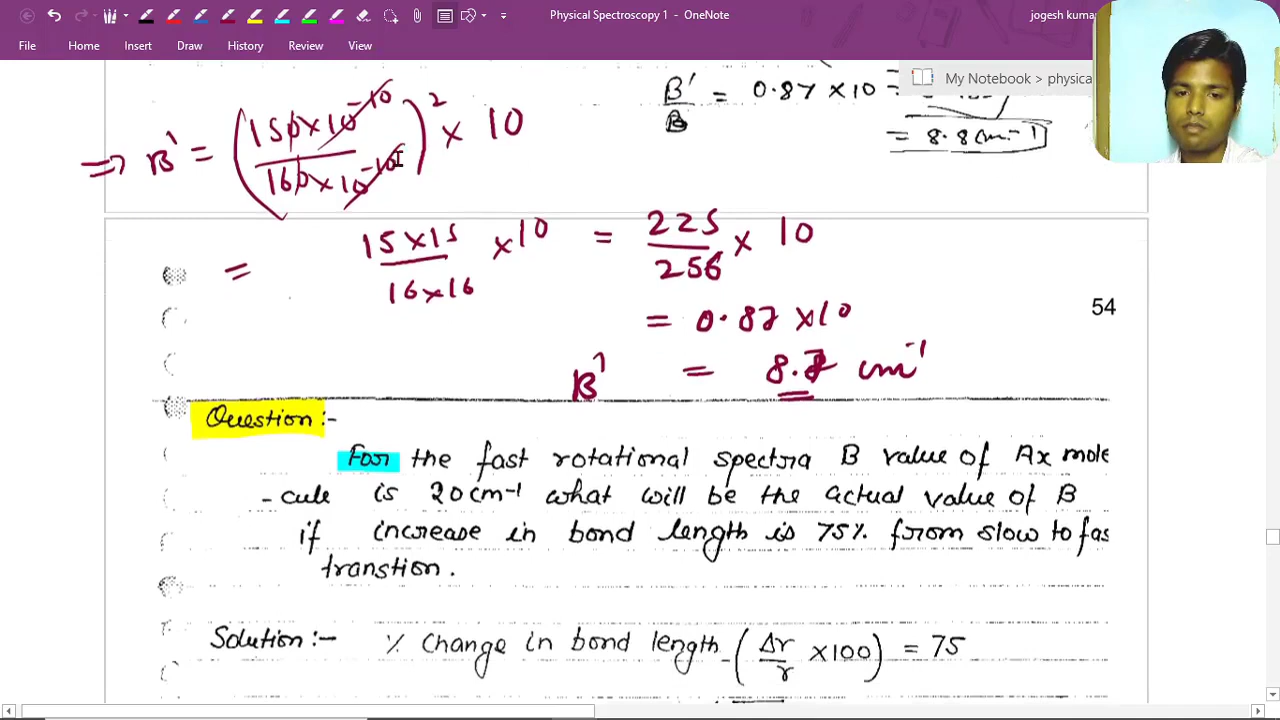 Physical Spectroscopy 1 - OneNote
jogesh kuma
File Home Insert Draw History Review View
My Notebook > physica
B'/B = 0.87 × 10 =
= 8.8 cm⁻¹
⇒ B' = (150×10⁻¹⁰ / 160×10⁻¹⁰)² × 10
= 15×15 / 16×16 ×10 = 225/256 × 10
54
= 0.87 ×10
B' = 8.7 cm⁻¹
Question:-
For the fast rotational spectra B value of Ax mole
-cule is 20cm⁻¹ what will be the actual value of B
if increase in bond length is 75% from slow to fas
transtion.
Solution:- % Change in bond length - (Δr/r ×100) = 75